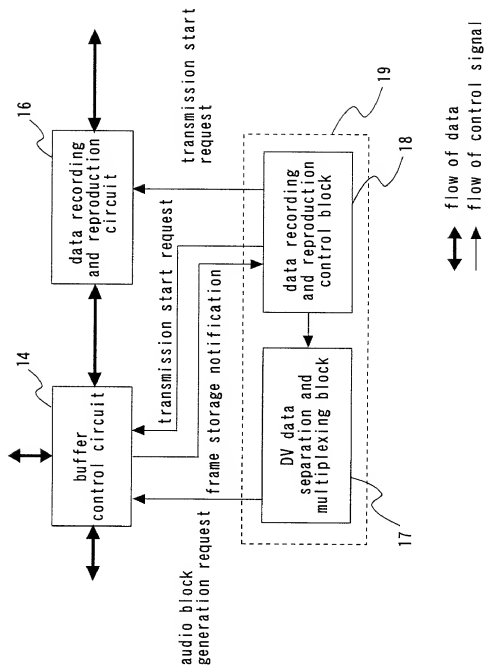 14
buffer
control circuit
16
data recording
and reproduction
circuit
transmission start
request
transmission start request
frame storage notification
audio block
generation request
DV data
separation and
multiplexing block
17
data recording
and reproduction
control block
18
19
flow of data
flow of control signal